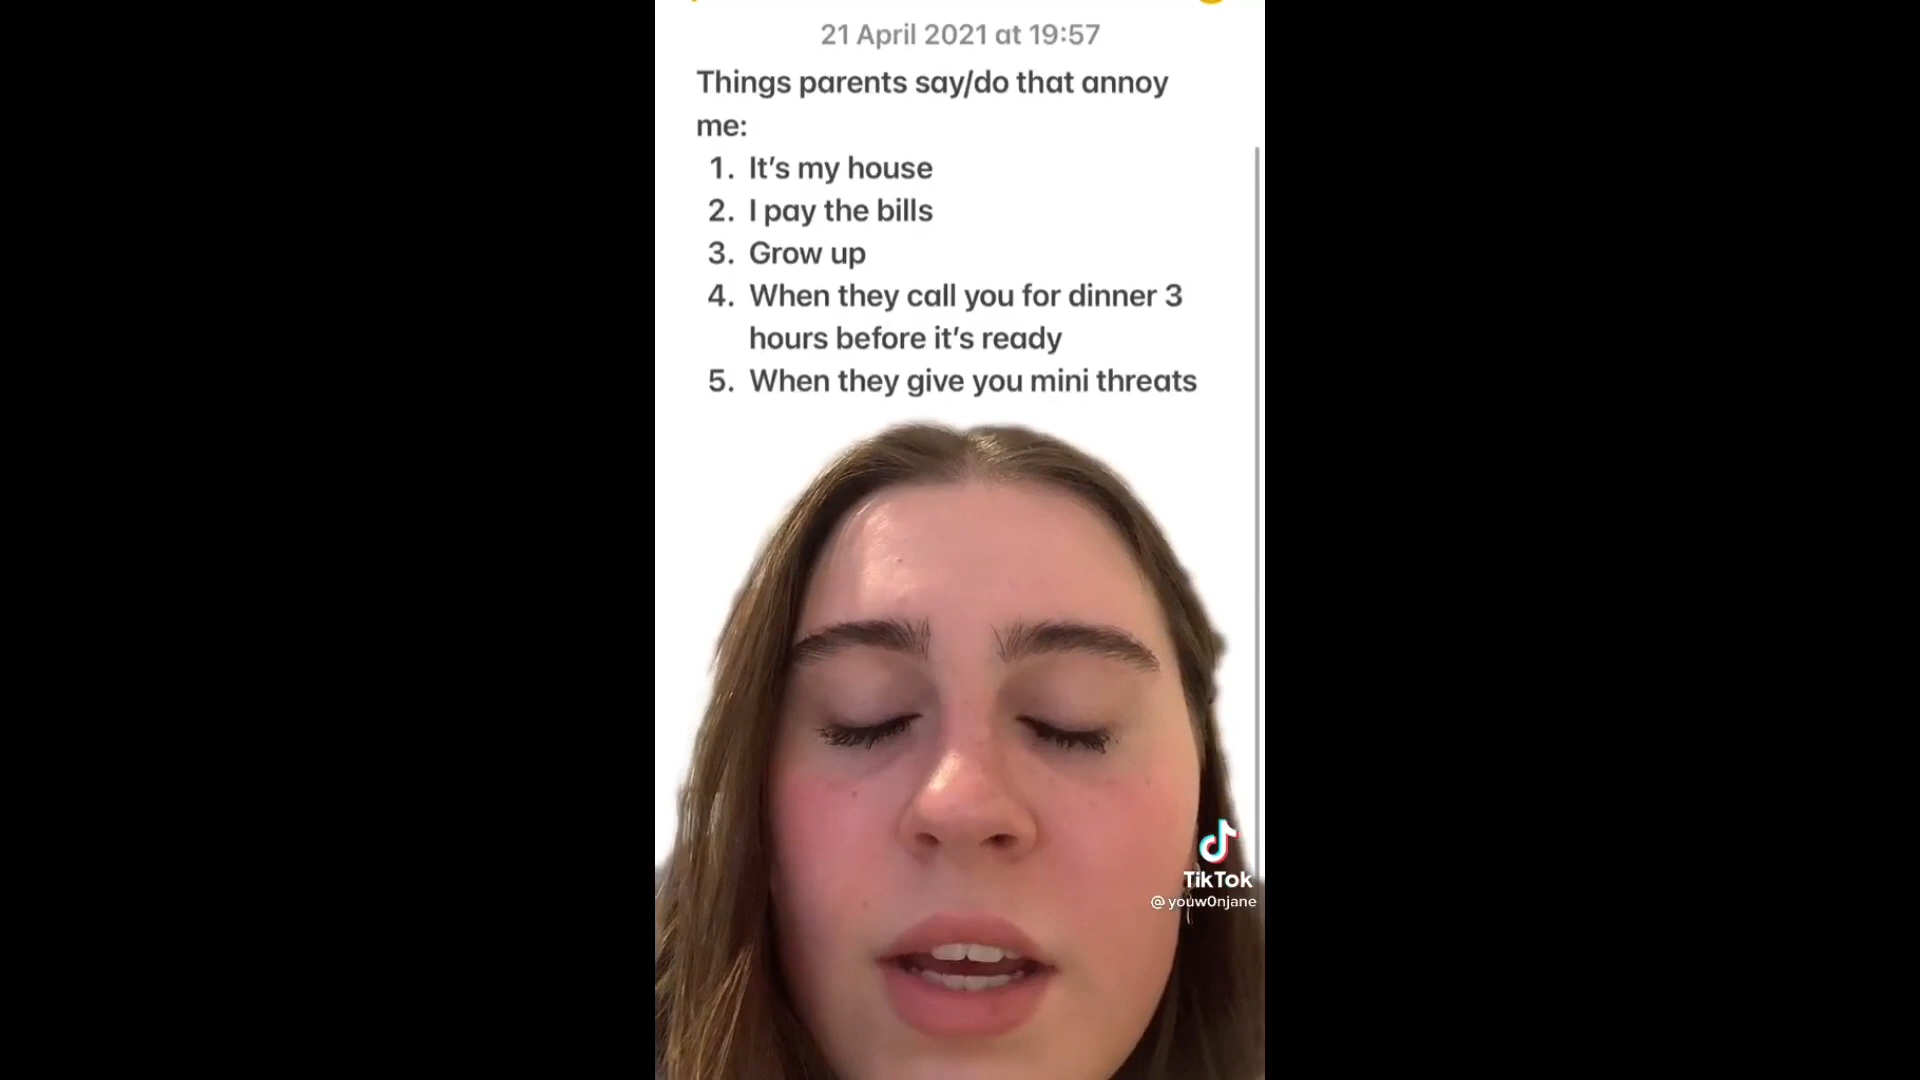 21 April 2021 at 19:57
Things parents say/do that annoy
me:
1. It's my house
2. I pay the bills
3. Grow up
4. When they call you for dinner 3
hours before it's ready
5. When they give you mini threats
TikTok
@youw0njane